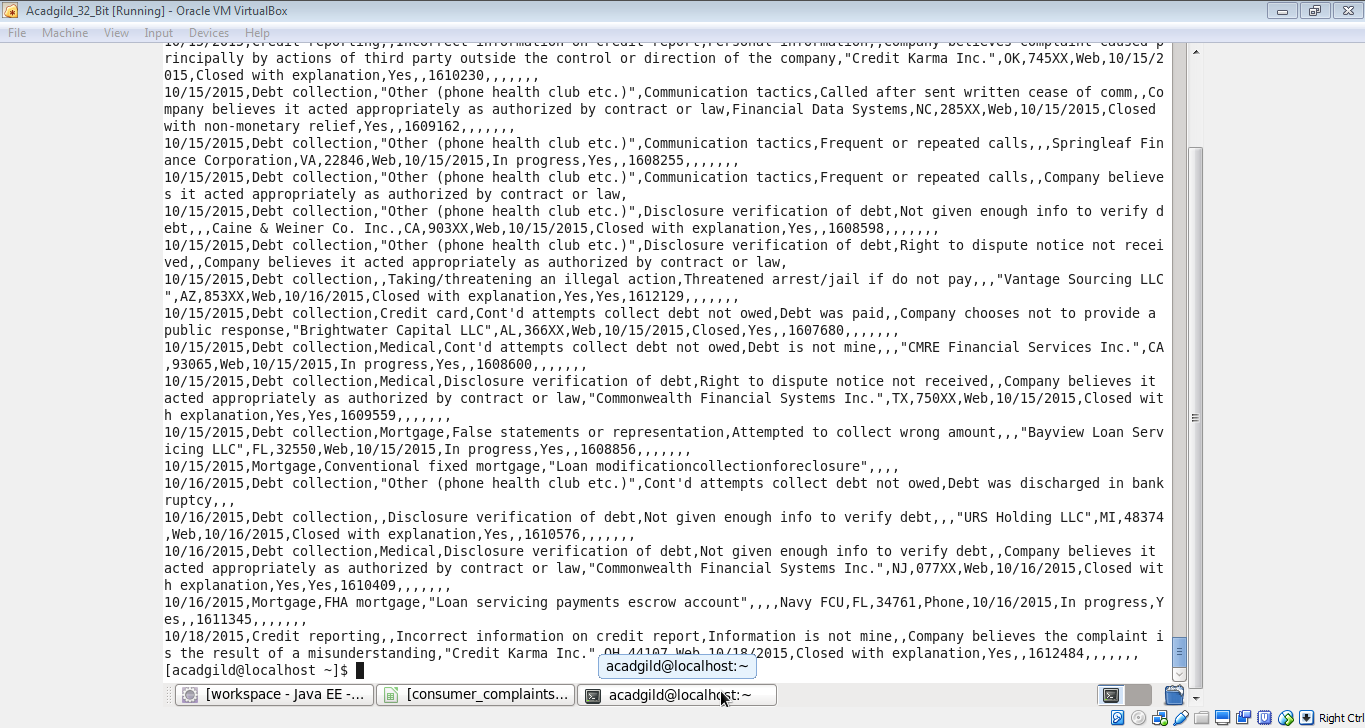 Acadgild_32_Bit [Running] - Oracle VM VirtualBox
File Machine View Input Devices Help
10/15/2015,Credit reporting,,Incorrect information on credit report,Personal information,,Company believes complaint caused p
rincipally by actions of third party outside the control or direction of the company,"Credit Karma Inc.",OK,745XX,Web,10/15/2
015,Closed with explanation,Yes,,1610230,,,,,,,
10/15/2015,Debt collection,"Other (phone health club etc.)",Communication tactics,Called after sent written cease of comm,,Co
mpany believes it acted appropriately as authorized by contract or law,Financial Data Systems,NC,285XX,Web,10/15/2015,Closed
with non-monetary relief,Yes,,1609162,,,,,,,
10/15/2015,Debt collection,"Other (phone health club etc.)",Communication tactics,Frequent or repeated calls,,,Springleaf Fin
ance Corporation,VA,22846,Web,10/15/2015,In progress,Yes,,1608255,,,,,,,
10/15/2015,Debt collection,"Other (phone health club etc.)",Communication tactics,Frequent or repeated calls,,Company believe
s it acted appropriately as authorized by contract or law,
10/15/2015,Debt collection,"Other (phone health club etc.)",Disclosure verification of debt,Not given enough info to verify d
ebt,,,Caine & Weiner Co. Inc.,CA,903XX,Web,10/15/2015,Closed with explanation,Yes,,1608598,,,,,,,
10/15/2015,Debt collection,"Other (phone health club etc.)",Disclosure verification of debt,Right to dispute notice not recei
ved,,Company believes it acted appropriately as authorized by contract or law,
10/15/2015,Debt collection,,Taking/threatening an illegal action,Threatened arrest/jail if do not pay,,,"Vantage Sourcing LLC
",AZ,853XX,Web,10/16/2015,Closed with explanation,Yes,Yes,1612129,,,,,,,
10/15/2015,Debt collection,Credit card,Cont'd attempts collect debt not owed,Debt was paid,,Company chooses not to provide a
public response,"Brightwater Capital LLC",AL,366XX,Web,10/15/2015,Closed,Yes,,1607680,,,,,,,
10/15/2015,Debt collection,Medical,Cont'd attempts collect debt not owed,Debt is not mine,,,"CMRE Financial Services Inc.",CA
,93065,Web,10/15/2015,In progress,Yes,,1608600,,,,,,,
10/15/2015,Debt collection,Medical,Disclosure verification of debt,Right to dispute notice not received,,Company believes it
acted appropriately as authorized by contract or law,"Commonwealth Financial Systems Inc.",TX,750XX,Web,10/15/2015,Closed wit
h explanation,Yes,Yes,1609559,,,,,,,
10/15/2015,Debt collection,Mortgage,False statements or representation,Attempted to collect wrong amount,,,"Bayview Loan Serv
icing LLC",FL,32550,Web,10/15/2015,In progress,Yes,,1608856,,,,,,,
10/15/2015,Mortgage,Conventional fixed mortgage,"Loan modificationcollectionforeclosure",,,,
10/16/2015,Debt collection,"Other (phone health club etc.)",Cont'd attempts collect debt not owed,Debt was discharged in bank
ruptcy,,,
10/16/2015,Debt collection,,Disclosure verification of debt,Not given enough info to verify debt,,,"URS Holding LLC",MI,48374
,Web,10/16/2015,Closed with explanation,Yes,,1610576,,,,,,,
10/16/2015,Debt collection,Medical,Disclosure verification of debt,Not given enough info to verify debt,,Company believes it
acted appropriately as authorized by contract or law,"Commonwealth Financial Systems Inc.",NJ,077XX,Web,10/16/2015,Closed wit
h explanation,Yes,Yes,1610409,,,,,,,
10/16/2015,Mortgage,FHA mortgage,"Loan servicing payments escrow account",,,,Navy FCU,FL,34761,Phone,10/16/2015,In progress,Y
es,,1611345,,,,,,,
10/18/2015,Credit reporting,,Incorrect information on credit report,Information is not mine,,Company believes the complaint i
s the result of a misunderstanding,"Credit Karma Inc.",OH,44107,Web,10/18/2015,Closed with explanation,Yes,,1612484,,,,,,,
[acadgild@localhost ~]$
acadgild@localhost:~
[workspace - Java EE -... [consumer_complaints... acadgild@localhost:~
Right Ctrl